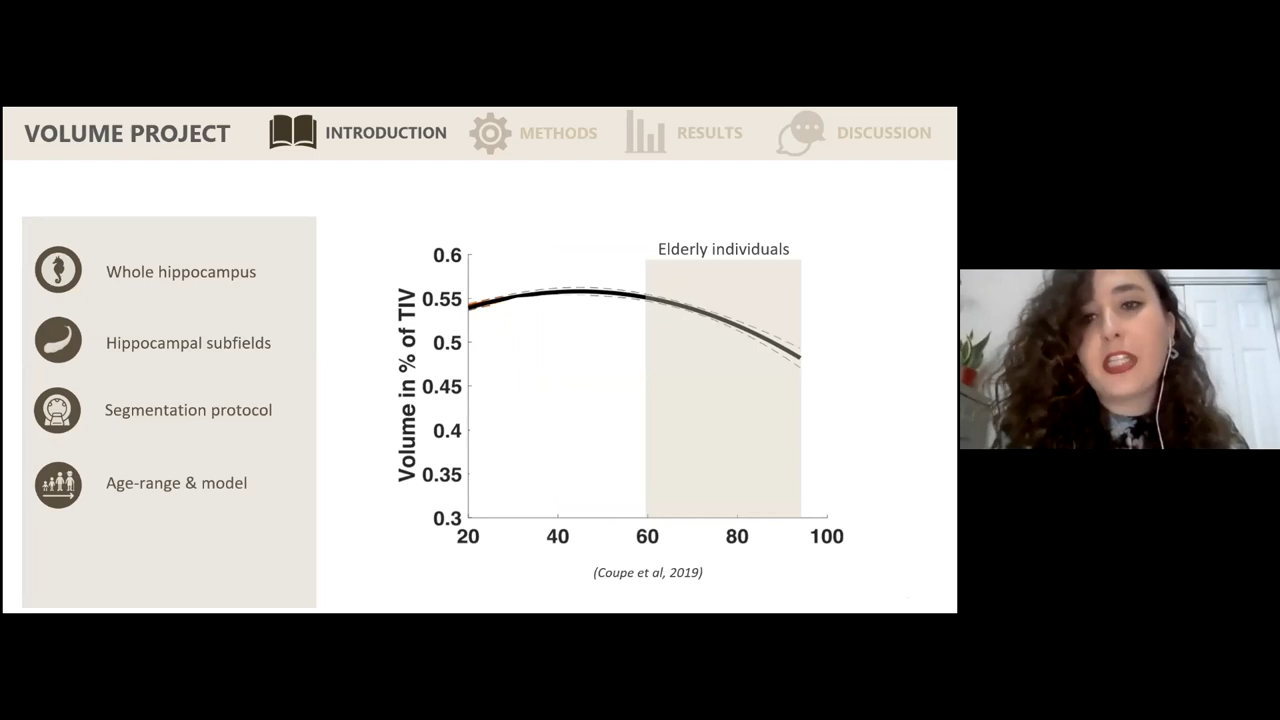 VOLUME PROJECT
INTRODUCTION
METHODS
RESULTS
DISCUSSION
Whole hippocampus
Hippocampal subfields
Segmentation protocol
Age-range & model
Elderly individuals
Volume in % of TIV
0.6
0.55
0.5
0.45
0.4
0.35
0.3
20 40 60 80 100
(Coupe et al, 2019)